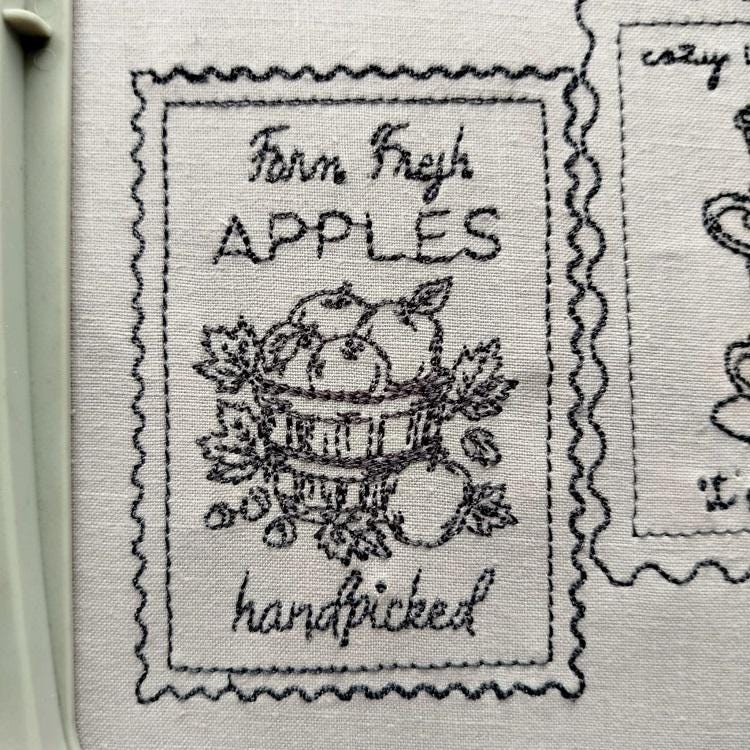 Farm Fresh
APPLES
handpicked
cozy